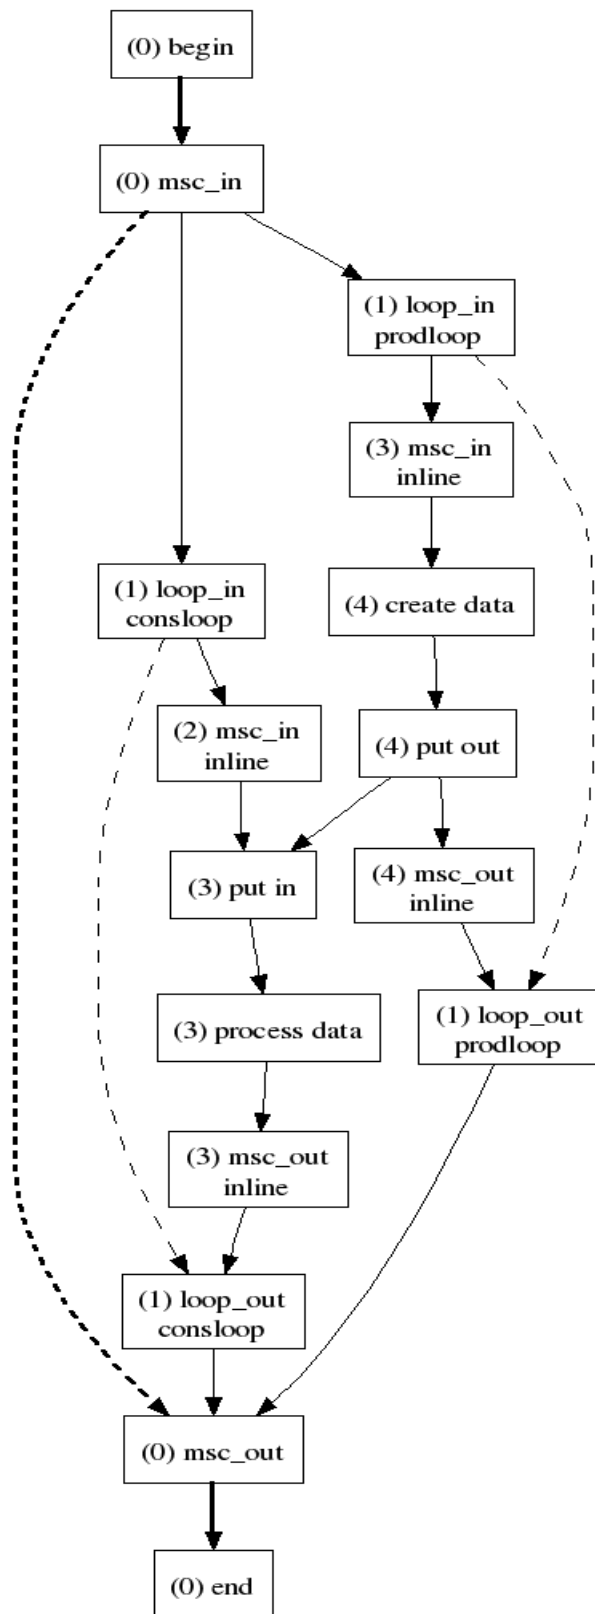 (0) begin
(0) msc_in
(1) loop_in
prodloop
(3) msc_in
inline
(1) loop_in
consloop
(4) create data
(2) msc_in
inline
(4) put out
(3) put in
(4) msc_out
inline
(3) process data
(1) loop_out
prodloop
(3) msc_out
inline
(1) loop_out
consloop
(0) msc_out
(0) end